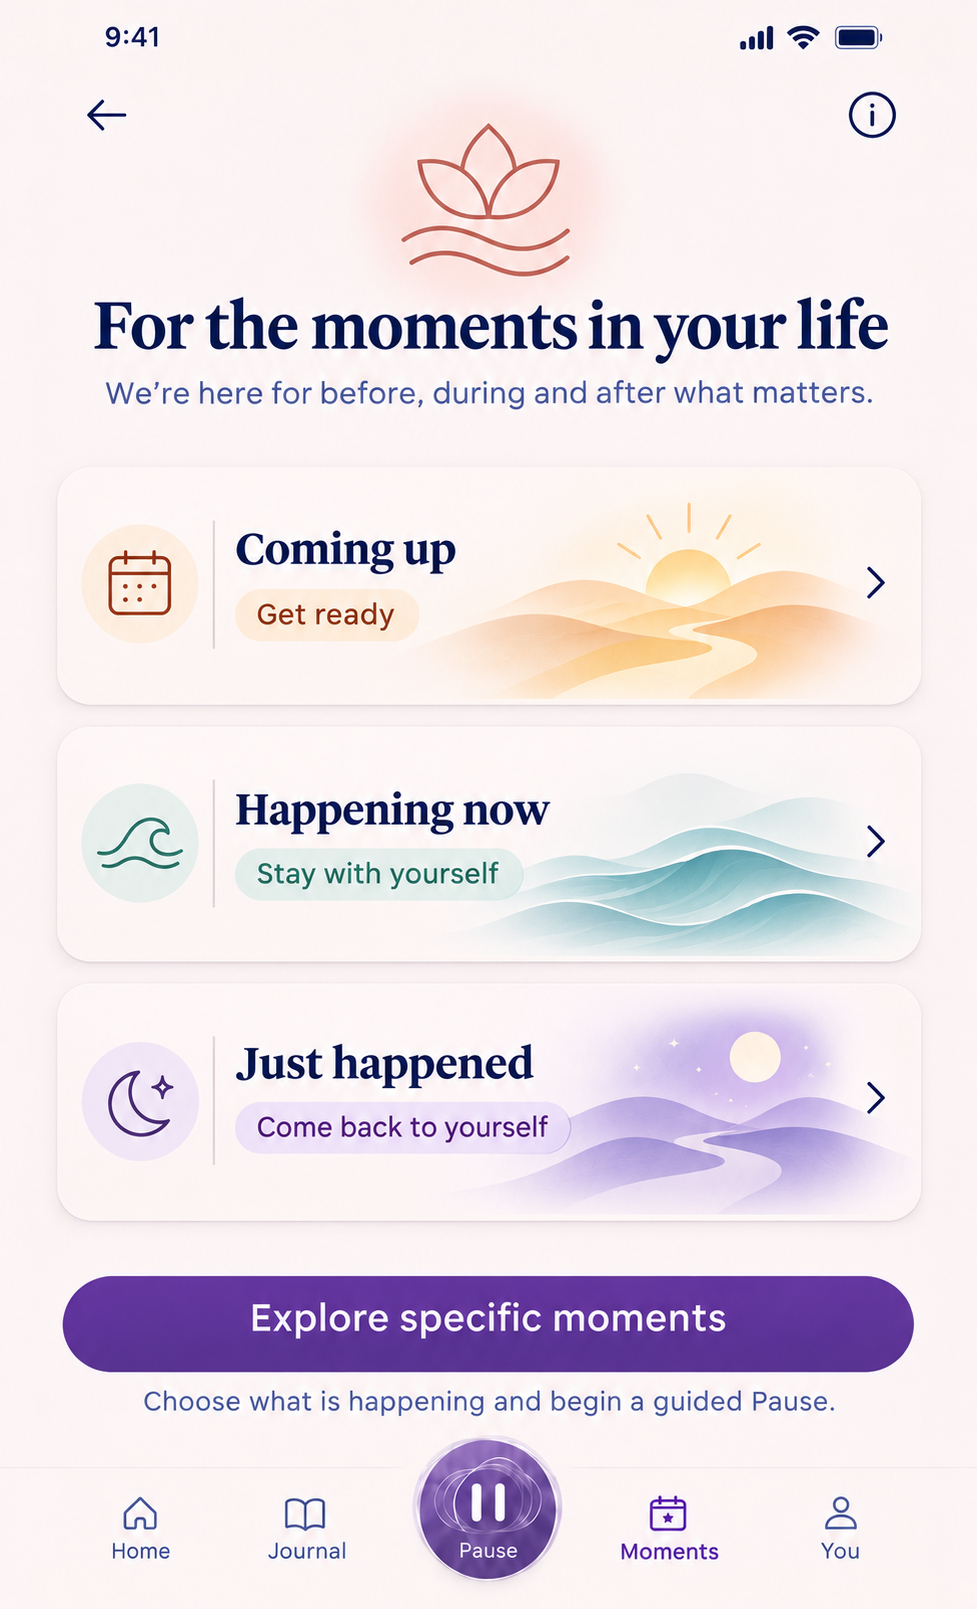 9:41
For the moments in your life
We’re here for before, during and after what matters.
Coming up
Get ready
Happening now
Stay with yourself
Just happened
Come back to yourself
Explore specific moments
Choose what is happening and begin a guided Pause.
Home
Journal
Pause
Moments
You